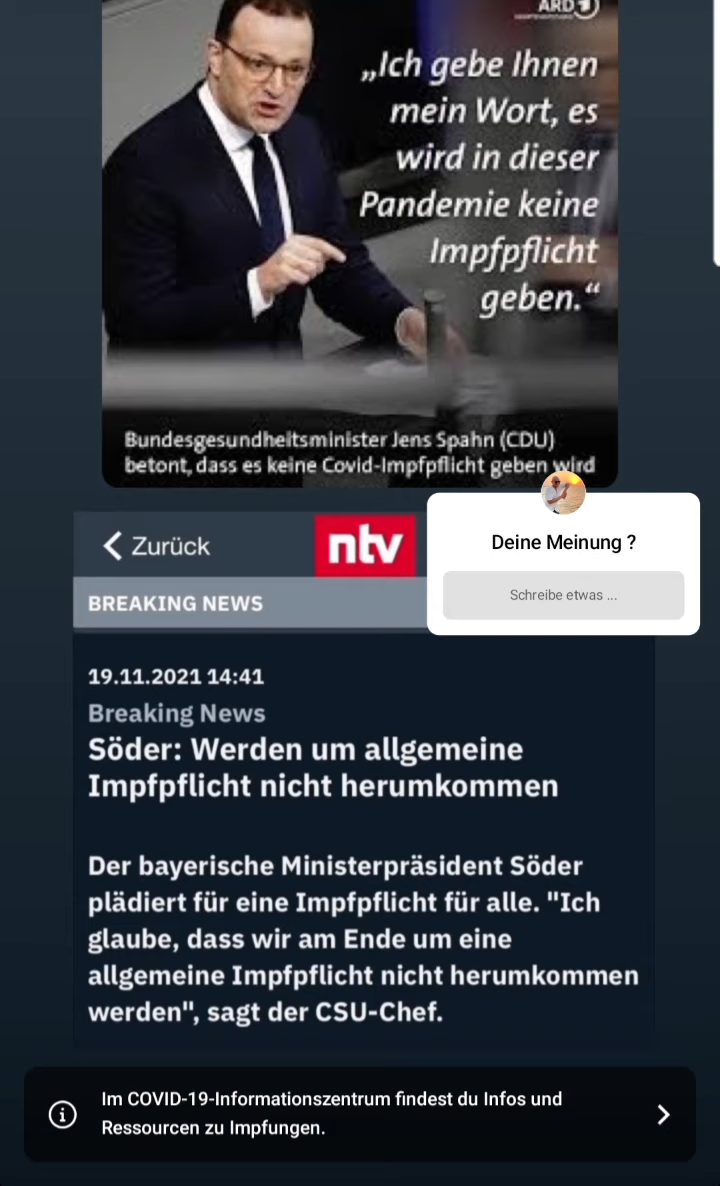 ARD
„Ich gebe Ihnen
mein Wort, es
wird in dieser
Pandemie keine
Impfpflicht
geben.“
Bundesgesundheitsminister Jens Spahn (CDU)
betont, dass es keine Covid-Impfpflicht geben wird
Zurück
ntv
Deine Meinung ?
Schreibe etwas ...
BREAKING NEWS
19.11.2021 14:41
Breaking News
Söder: Werden um allgemeine
Impfpflicht nicht herumkommen
Der bayerische Ministerpräsident Söder
plädiert für eine Impfpflicht für alle. "Ich
glaube, dass wir am Ende um eine
allgemeine Impfpflicht nicht herumkommen
werden", sagt der CSU-Chef.
Im COVID-19-Informationszentrum findest du Infos und
Ressourcen zu Impfungen.